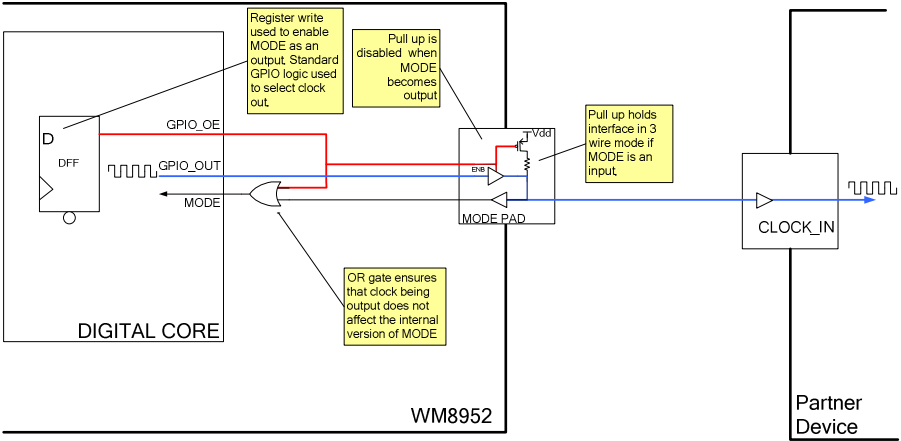 Register write
used to enable
MODE as an
output. Standard
GPIO logic used
to select clock
out.
Pull up is
disabled when
MODE
becomes
output
Pull up holds
interface in 3
wire mode if
MODE is an
input.
GPIO_OE
Vdd
D
DFF
GPIO_OUT
ENB
MODE
MODE PAD
CLOCK_IN
OR gate ensures
that clock being
output does not
affect the internal
version of MODE
DIGITAL CORE
WM8952
Partner
Device